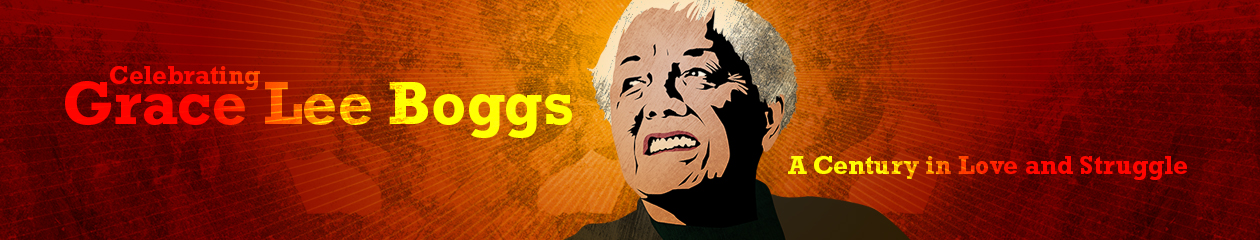 Celebrating
Grace Lee Boggs
A Century in Love and Struggle